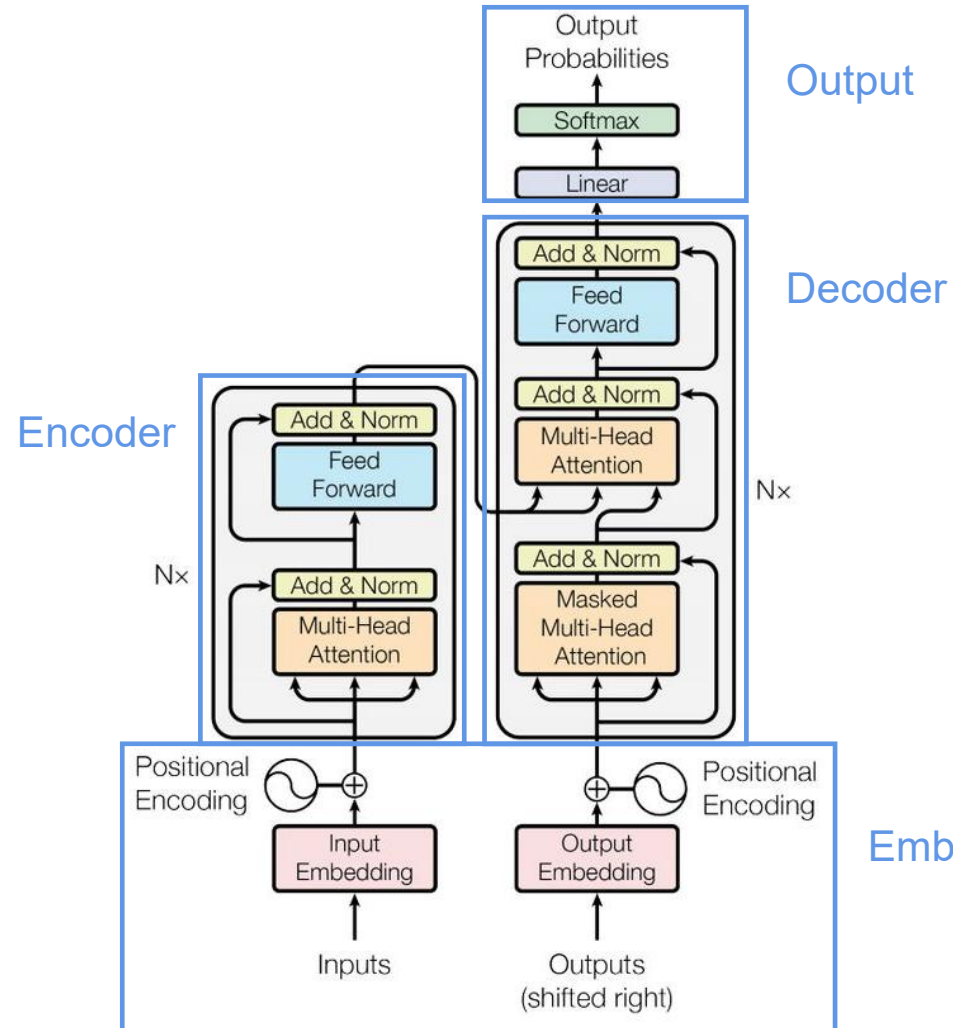 Output
Probabilities
Output
Softmax
Linear
Add & Norm
Decoder
Feed
Forward
Add & Norm
Multi-Head
Attention
Nx
Add & Norm
Masked
Multi-Head
Attention
Encoder
Add & Norm
Feed
Forward
Nx
Add & Norm
Multi-Head
Attention
Positional
Encoding
Positional
Encoding
Input
Embedding
Output
Embedding
Emb
Inputs
Outputs
(shifted right)